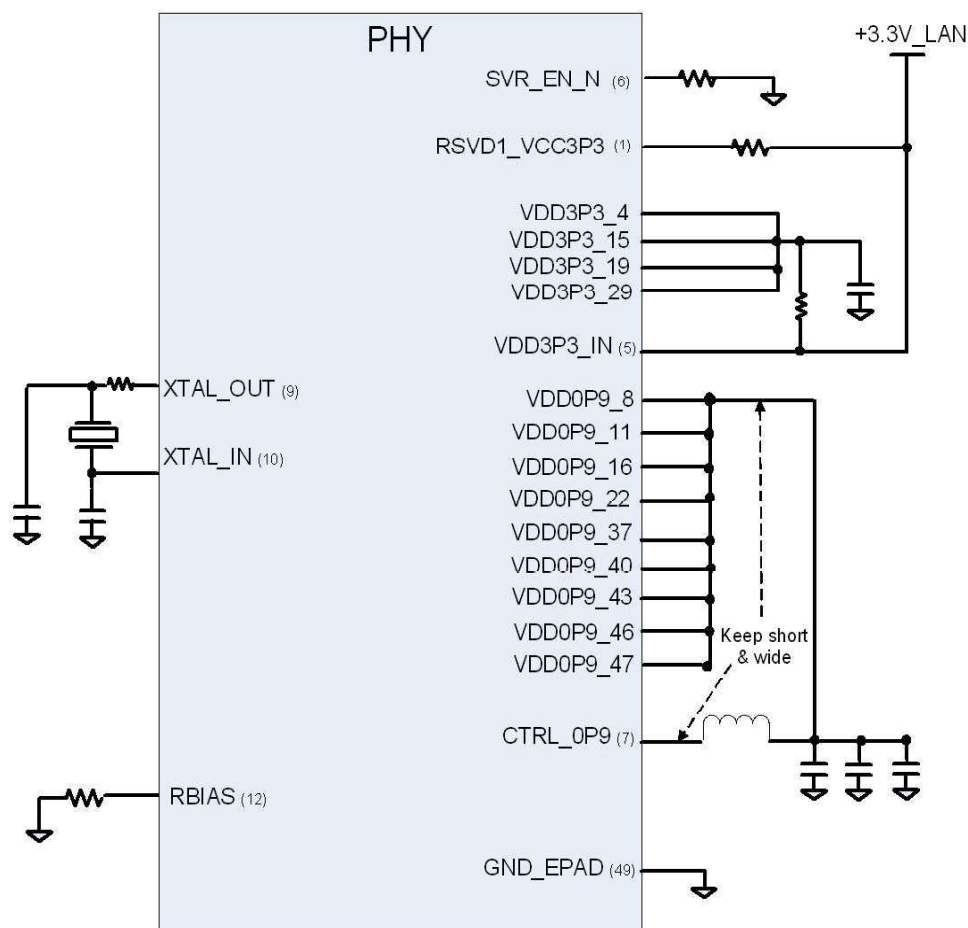 PHY
+3.3V_LAN
SVR_EN_N (6)
RSVD1_VCC3P3 (1)
VDD3P3_4
VDD3P3_15
VDD3P3_19
VDD3P3_29
VDD3P3_IN (5)
XTAL_OUT (9)
VDD0P9_8
VDD0P9_11
XTAL_IN (10)
VDD0P9_16
VDD0P9_22
VDD0P9_37
VDD0P9_40
VDD0P9_43
VDD0P9_46
Keep short
& wide
VDD0P9_47
CTRL_0P9 (7)
RBIAS (12)
GND_EPAD (49)